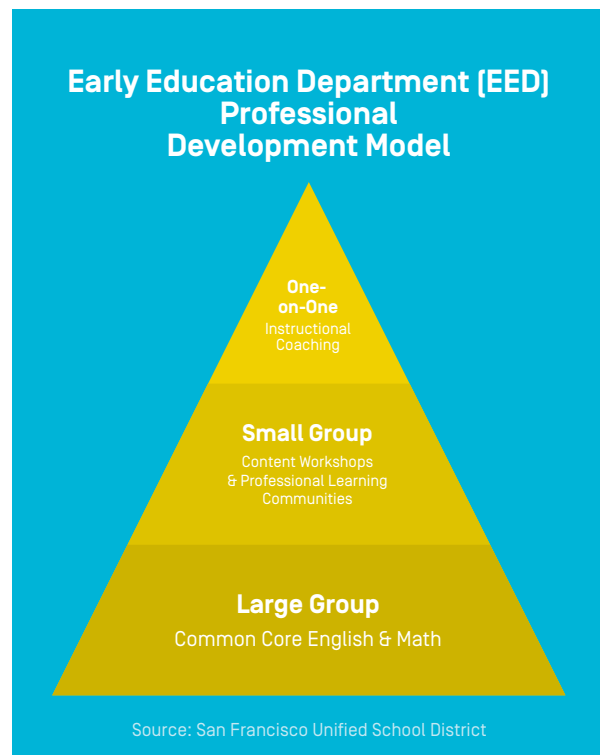 Early Education Department (EED)
Professional
Development Model
One-
on-One
Instructional
Coaching
Small Group
Content Workshops
& Professional Learning
Communities
Large Group
Common Core English & Math
Source: San Francisco Unified School District